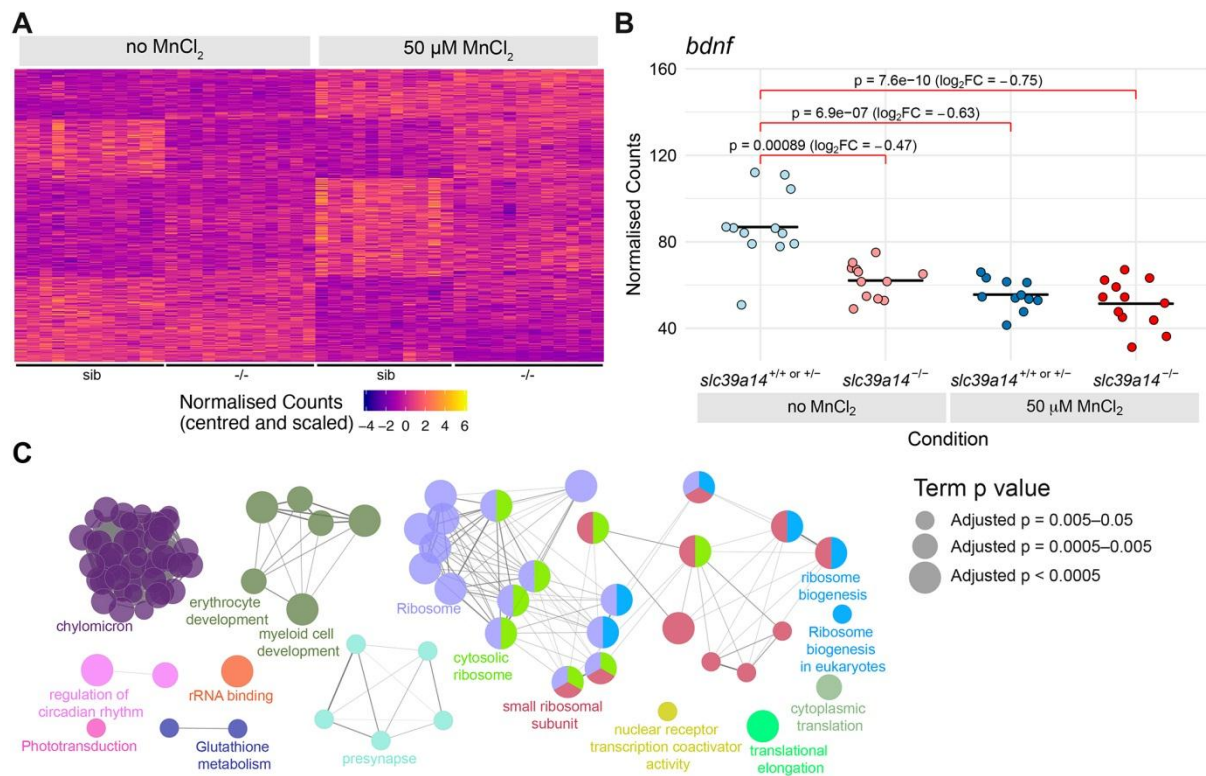 A
no MnCl₂
50 µM MnCl₂
sib
-/-
sib
-/-
Normalised Counts
(centred and scaled)
−4 −2 0 2 4 6
B
bdnf
p = 7.6e−10 (log₂FC = −0.75)
p = 6.9e−07 (log₂FC = −0.63)
p = 0.00089 (log₂FC = −0.47)
Normalised Counts
160
120
80
40
slc39a14⁺/⁺ ᵒʳ ⁺/⁻
slc39a14⁻/⁻
slc39a14⁺/⁺ ᵒʳ ⁺/⁻
slc39a14⁻/⁻
no MnCl₂
50 µM MnCl₂
Condition
C
chylomicron
erythrocyte
development
myeloid cell
development
Ribosome
cytosolic
ribosome
small ribosomal
subunit
ribosome
biogenesis
Ribosome
biogenesis
in eukaryotes
regulation of
circadian rhythm
rRNA binding
Phototransduction
Glutathione
metabolism
presynapse
nuclear receptor
transcription coactivator
activity
cytoplasmic
translation
translational
elongation
Term p value
Adjusted p = 0.005–0.05
Adjusted p = 0.0005–0.005
Adjusted p < 0.0005